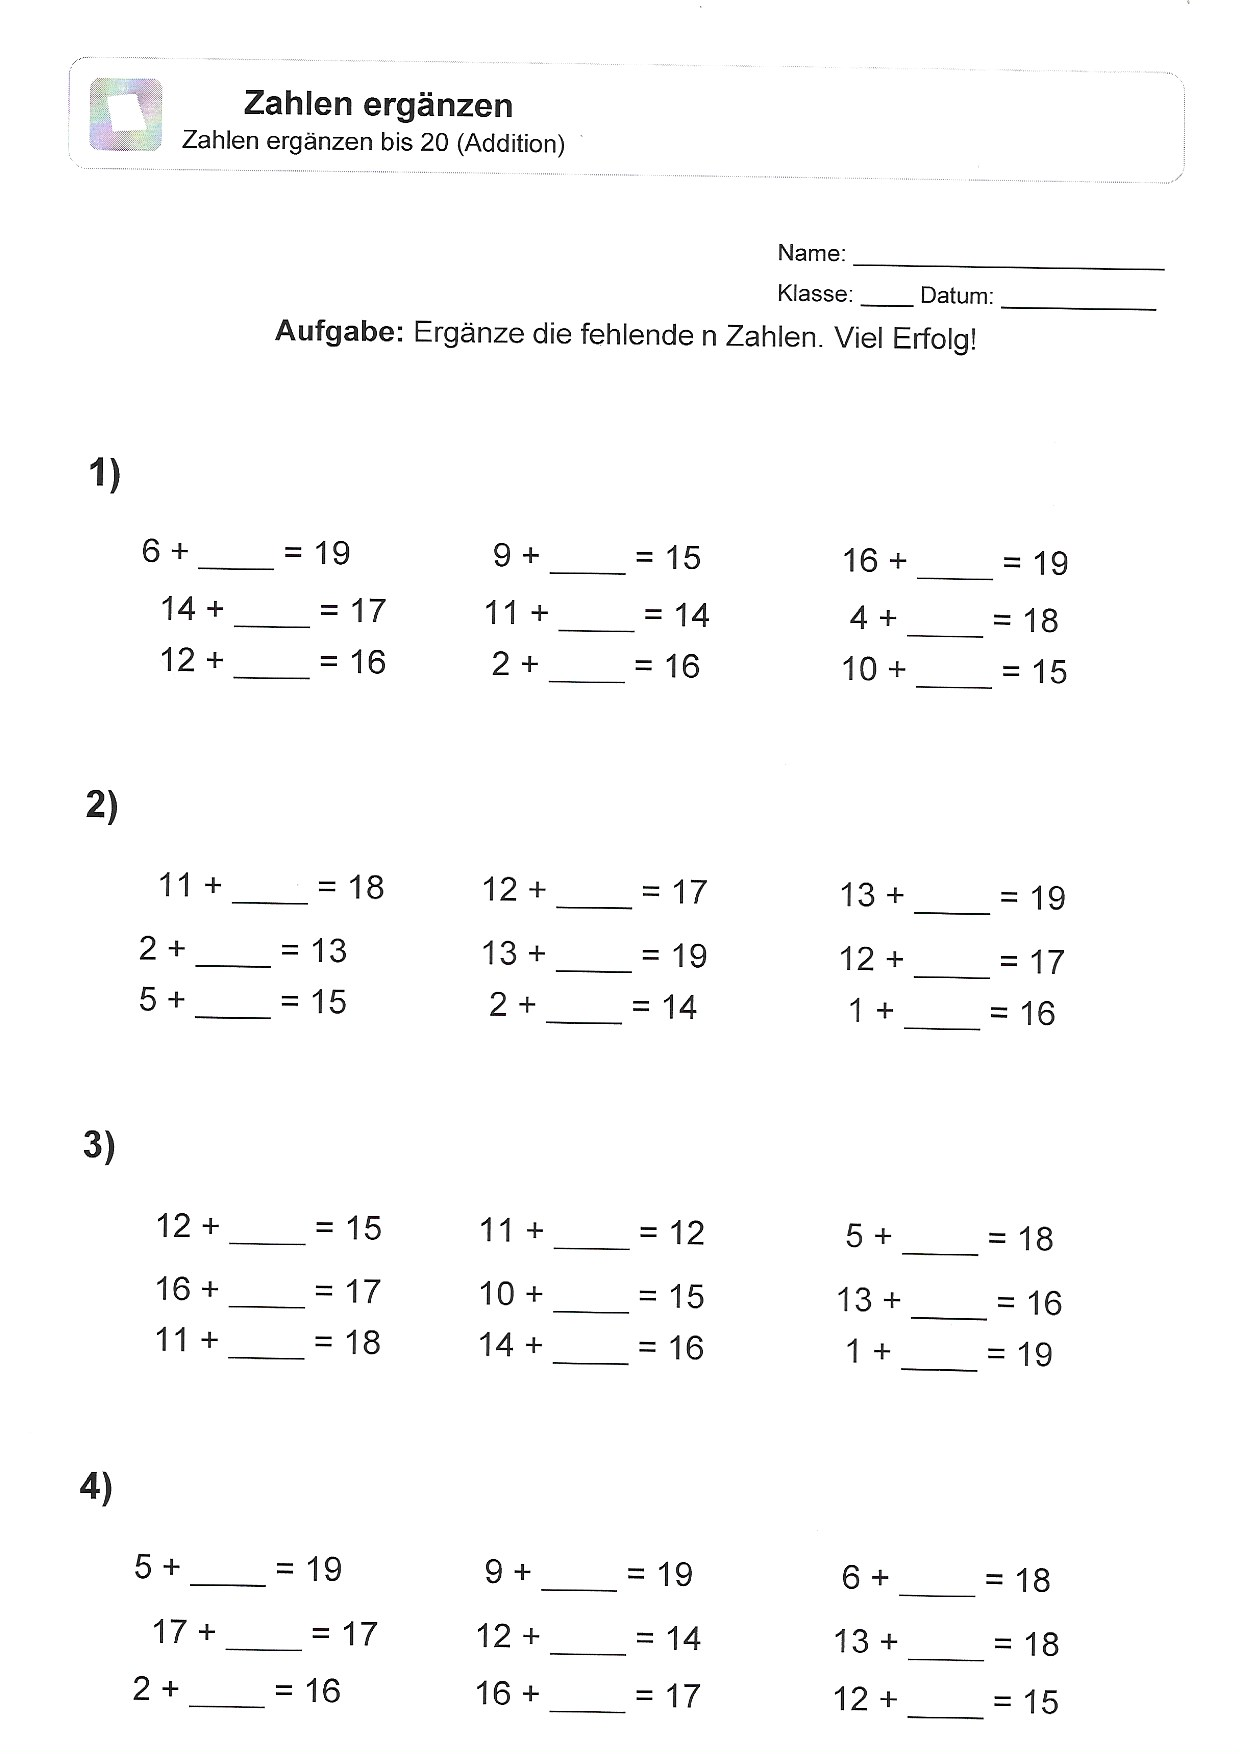 Zahlen ergänzen
Zahlen ergänzen bis 20 (Addition)
Name: ____
Klasse: ____ Datum: ____
Aufgabe: Ergänze die fehlende n Zahlen. Viel Erfolg!
1)
6 + ____ = 19 9 + ____ = 15 16 + ____ = 19
14 + ____ = 17 11 + ____ = 14 4 + ____ = 18
12 + ____ = 16 2 + ____ = 16 10 + ____ = 15
2)
11 + ____ = 18 12 + ____ = 17 13 + ____ = 19
2 + ____ = 13 13 + ____ = 19 12 + ____ = 17
5 + ____ = 15 2 + ____ = 14 1 + ____ = 16
3)
12 + ____ = 15 11 + ____ = 12 5 + ____ = 18
16 + ____ = 17 10 + ____ = 15 13 + ____ = 16
11 + ____ = 18 14 + ____ = 16 1 + ____ = 19
4)
5 + ____ = 19 9 + ____ = 19 6 + ____ = 18
17 + ____ = 17 12 + ____ = 14 13 + ____ = 18
2 + ____ = 16 16 + ____ = 17 12 + ____ = 15